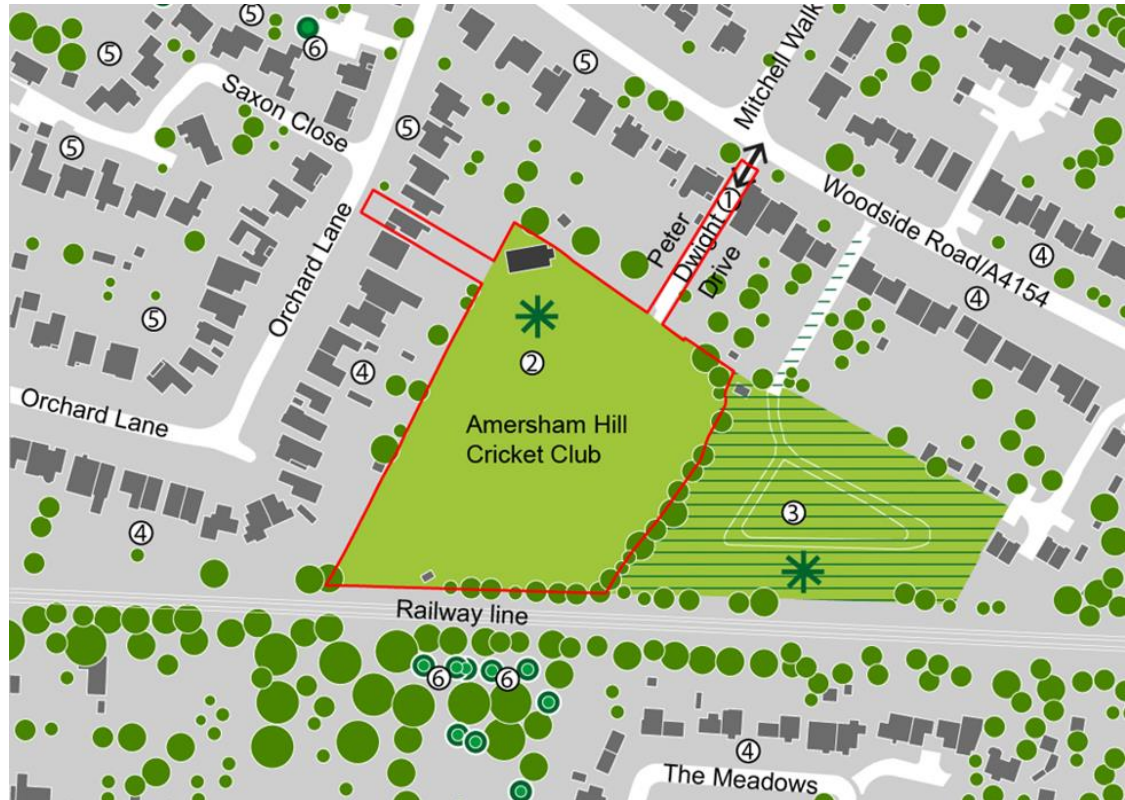 ⑤
⑥
⑤
⑤
Saxon Close
⑤
⑤
Mitchell Walk
Peter
Dwight
Drive
①
Woodside Road/A4154
④
④
Orchard Lane
⑤
②
④
Orchard Lane
Amersham Hill
Cricket Club
③
④
Railway line
⑥
⑥
④
The Meadows